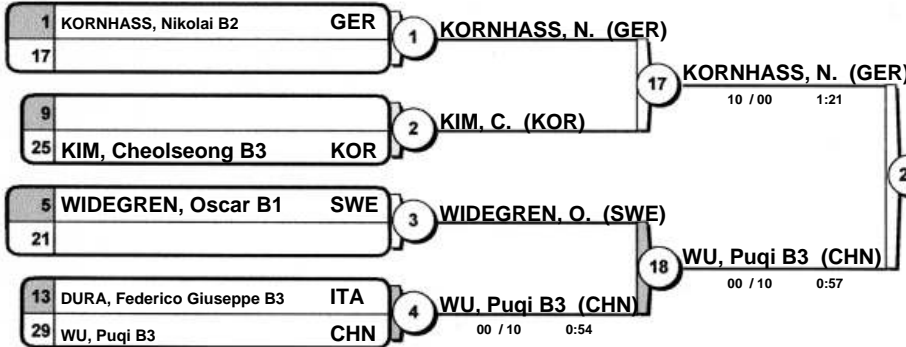 1 KORNHASS, Nikolai B2 GER
17
1
KORNHASS, N. (GER)
9
25 KIM, Cheolseong B3 KOR
2
KIM, C. (KOR)
17
KORNHASS, N. (GER)
10 / 00 1:21
5 WIDEGREN, Oscar B1 SWE
21
3
WIDEGREN, O. (SWE)
13 DURA, Federico Giuseppe B3 ITA
29 WU, Puqi B3 CHN
4
WU, Puqi B3 (CHN)
00 / 10 0:54
18
WU, Puqi B3 (CHN)
00 / 10 0:57